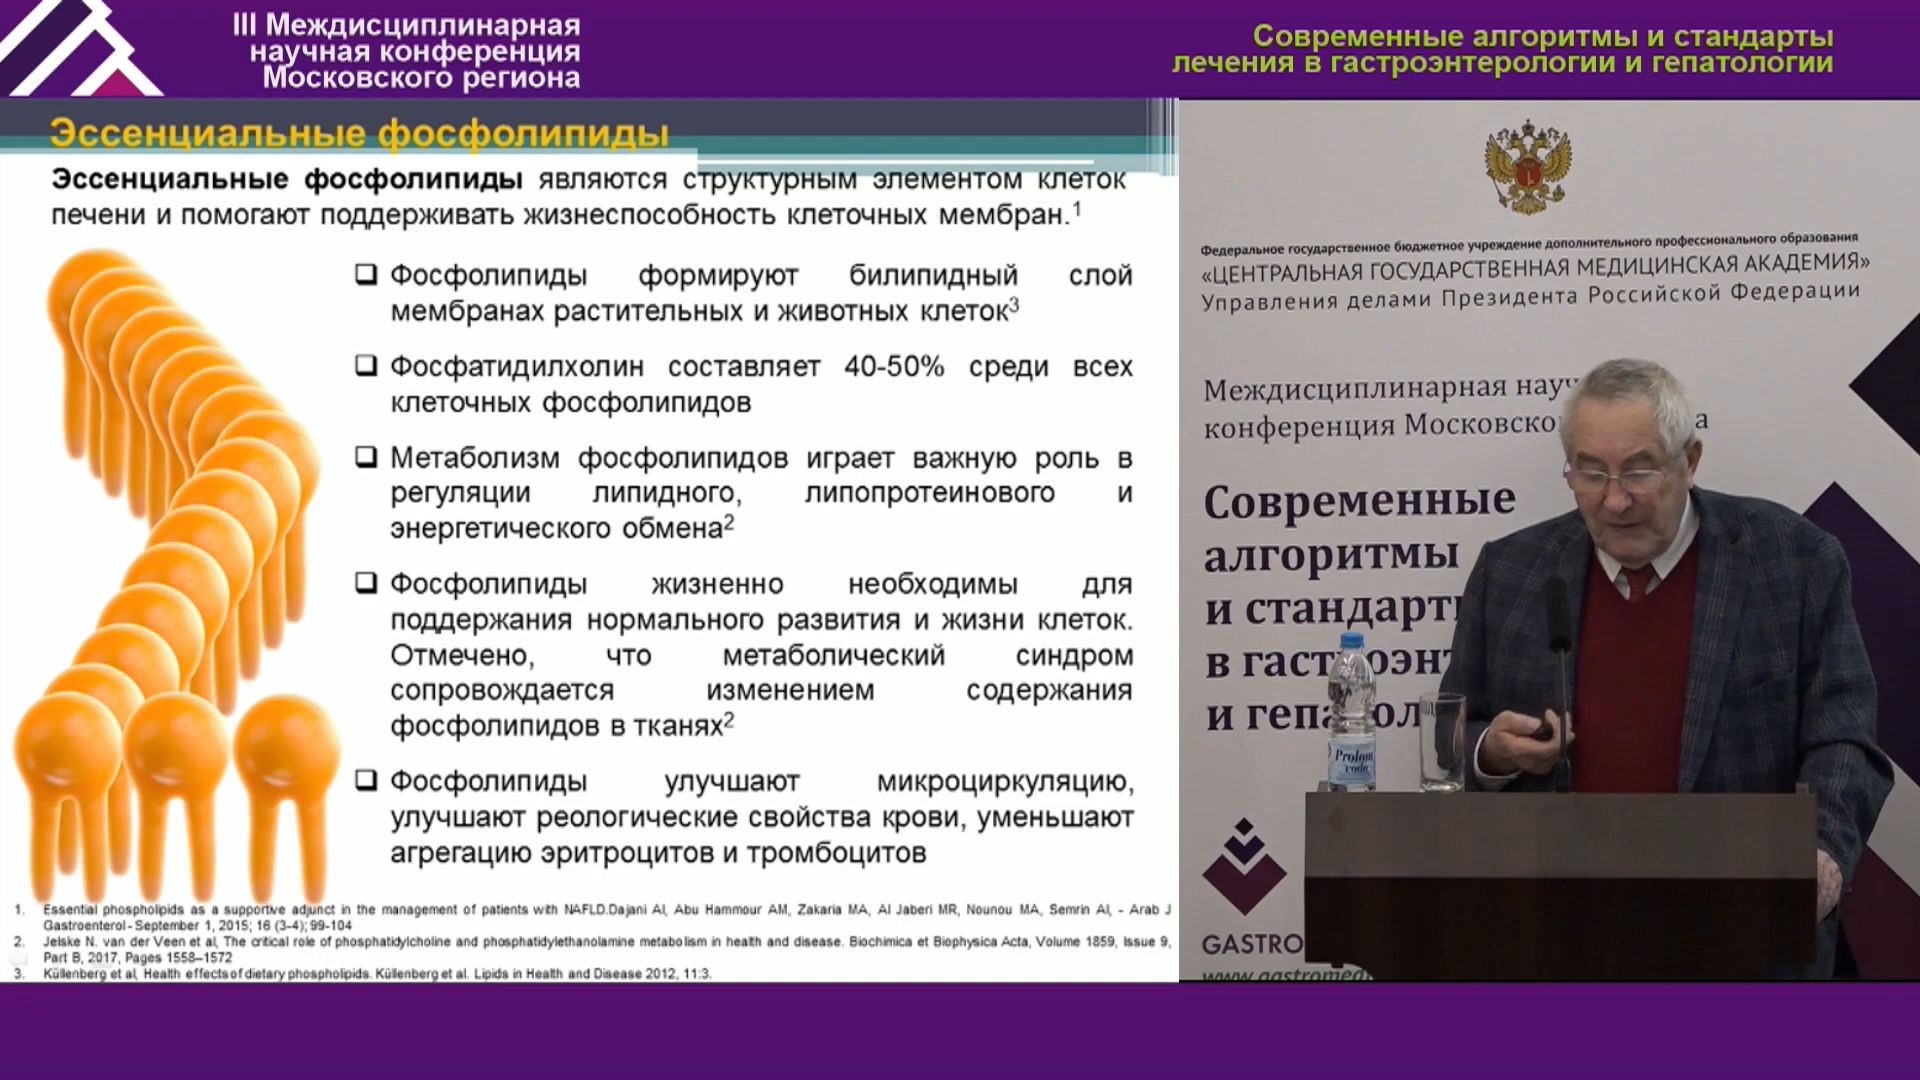 III Междисциплинарная
научная конференция
Московского региона
Современные алгоритмы и стандарты
лечения в гастроэнтерологии и гепатологии
Эссенциальные фосфолипиды
Эссенциальные фосфолипиды являются структурным элементом клеток
печени и помогают поддерживать жизнеспособность клеточных мембран.1
❑ Фосфолипиды формируют билипидный слой
мембранах растительных и животных клеток3
❑ Фосфатидилхолин составляет 40-50% среди всех
клеточных фосфолипидов
❑ Метаболизм фосфолипидов играет важную роль в
регуляции липидного, липопротеинового и
энергетического обмена2
❑ Фосфолипиды жизненно необходимы для
поддержания нормального развития и жизни клеток.
Отмечено, что метаболический синдром
сопровождается изменением содержания
фосфолипидов в тканях2
❑ Фосфолипиды улучшают микроциркуляцию,
улучшают реологические свойства крови, уменьшают
агрегацию эритроцитов и тромбоцитов
1. Essential phospholipids as a supportive adjunct in the management of patients with NAFLD.Dajani AI, Abu Hammour AM, Zakaria MA, Al Jaberi MR, Nounou MA, Semrin AI, - Arab J
Gastroenterol - September 1, 2015; 16 (3-4); 99-104
2. Jelske N. van der Veen et al, The critical role of phosphatidylcholine and phosphatidylethanolamine metabolism in health and disease. Biochimica et Biophysica Acta, Volume 1859, Issue 9,
Part B, 2017, Pages 1558–1572
3. Küllenberg et al, Health effects of dietary phospholipids. Küllenberg et al. Lipids in Health and Disease 2012, 11:3.
Федеральное государственное бюджетное учреждение дополнительного профессионального образования
«ЦЕНТРАЛЬНАЯ ГОСУДАРСТВЕННАЯ МЕДИЦИНСКАЯ АКАДЕМИЯ»
Управления делами Президента Российской Федерации
Междисциплинарная науч
конференция Московско а
Современные
алгоритмы
и стандарт
в гаст оэн
и геп ол
GASTRO
www.gastromed